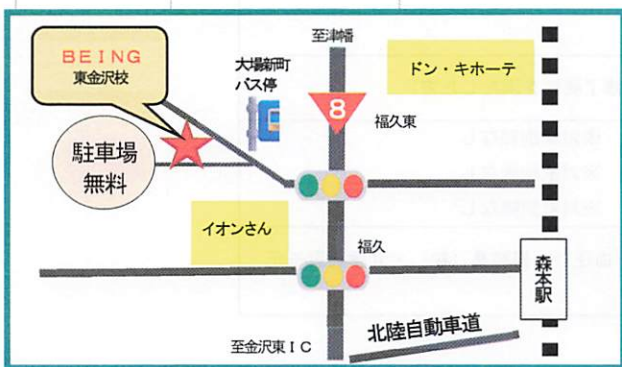 至津幡
BEING
東金沢校
大場新町
バス停
ドン・キホーテ
8
福久東
駐車場
無料
イオンさん
福久
森本駅
北陸自動車道
至金沢東IC